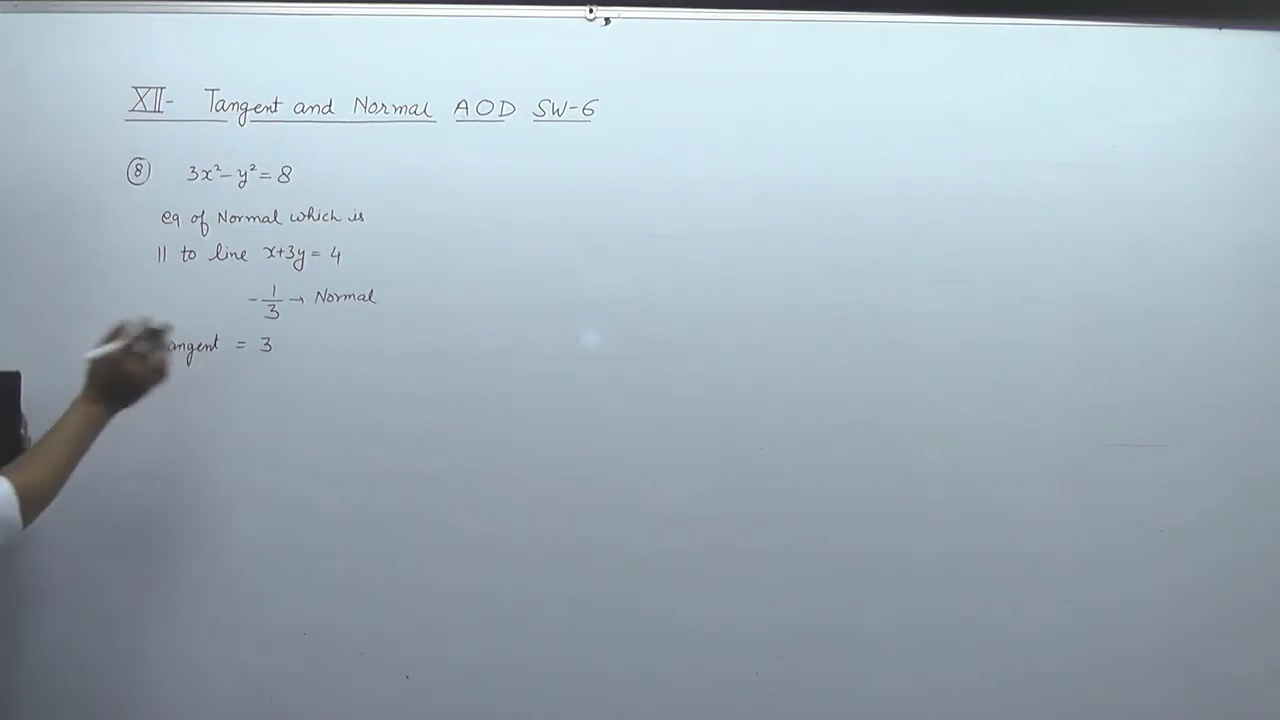 XII- Tangent and Normal AOD SW-6
⑧ 3x²-y²=8
eq. of Normal which is
|| to line x+3y=4
-1/3 → Normal
= 3